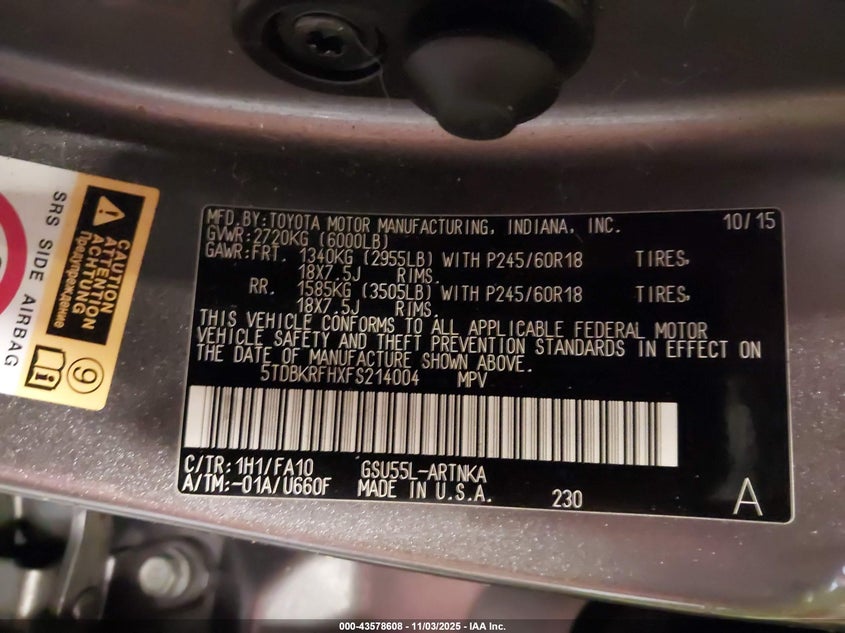 MFD.BY:TOYOTA MOTOR MANUFACTURING, INDIANA, INC. 10/15
GVWR:2720KG (6000LB)
GAWR:FRT. 1340KG (2955LB) WITH P245/60R18 TIRES,
18X7.5J RIMS.
RR. 1585KG (3505LB) WITH P245/60R18 TIRES,
18X7.5J RIMS.
THIS VEHICLE CONFORMS TO ALL APPLICABLE FEDERAL MOTOR
VEHICLE SAFETY AND THEFT PREVENTION STANDARDS IN EFFECT ON
THE DATE OF MANUFACTURE SHOWN ABOVE.
5TDBKRFHXFS214004 MPV
C/TR:1H1/FA10 GSU55L-ARTNKA
A/TM:-01A/U660F MADE IN U.S.A. 230 A
CAUTION
ATTENTION
ACHTUNG
Предупреждение
SRS SIDE AIRBAG
9
000-43578608 - 11/03/2025 - IAA Inc.